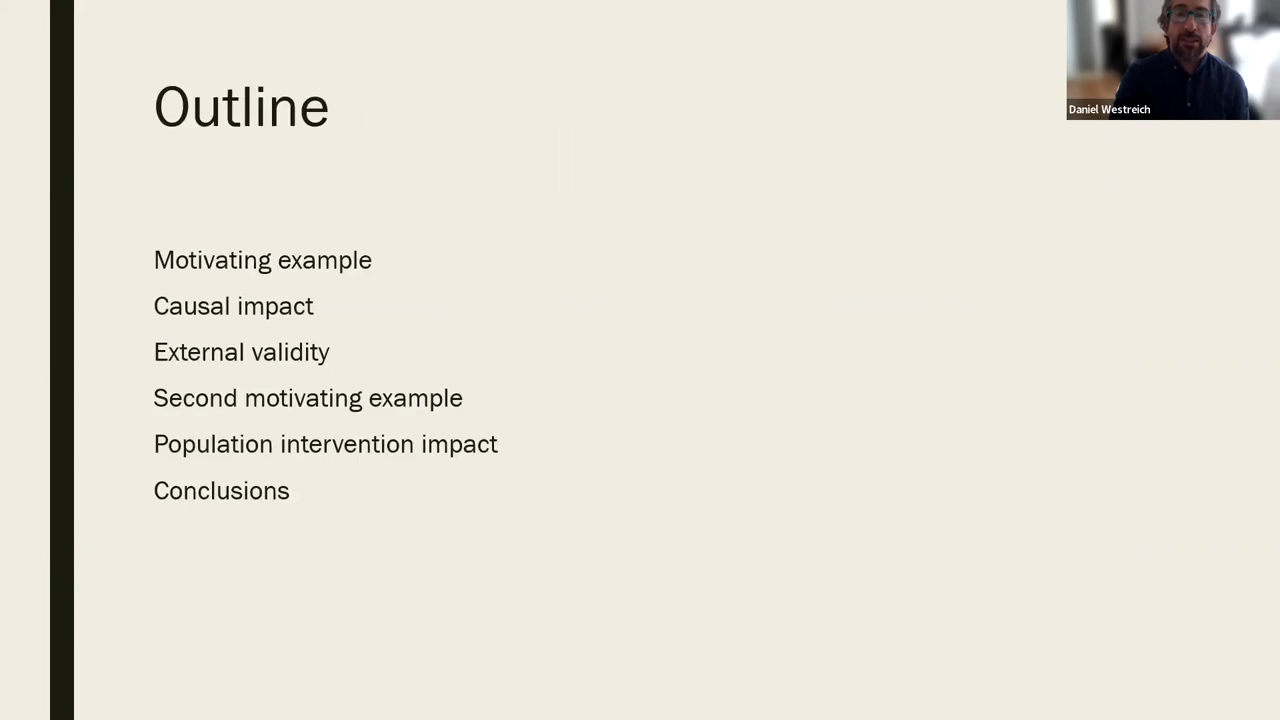 Outline
Daniel Westreich
Motivating example
Causal impact
External validity
Second motivating example
Population intervention impact
Conclusions